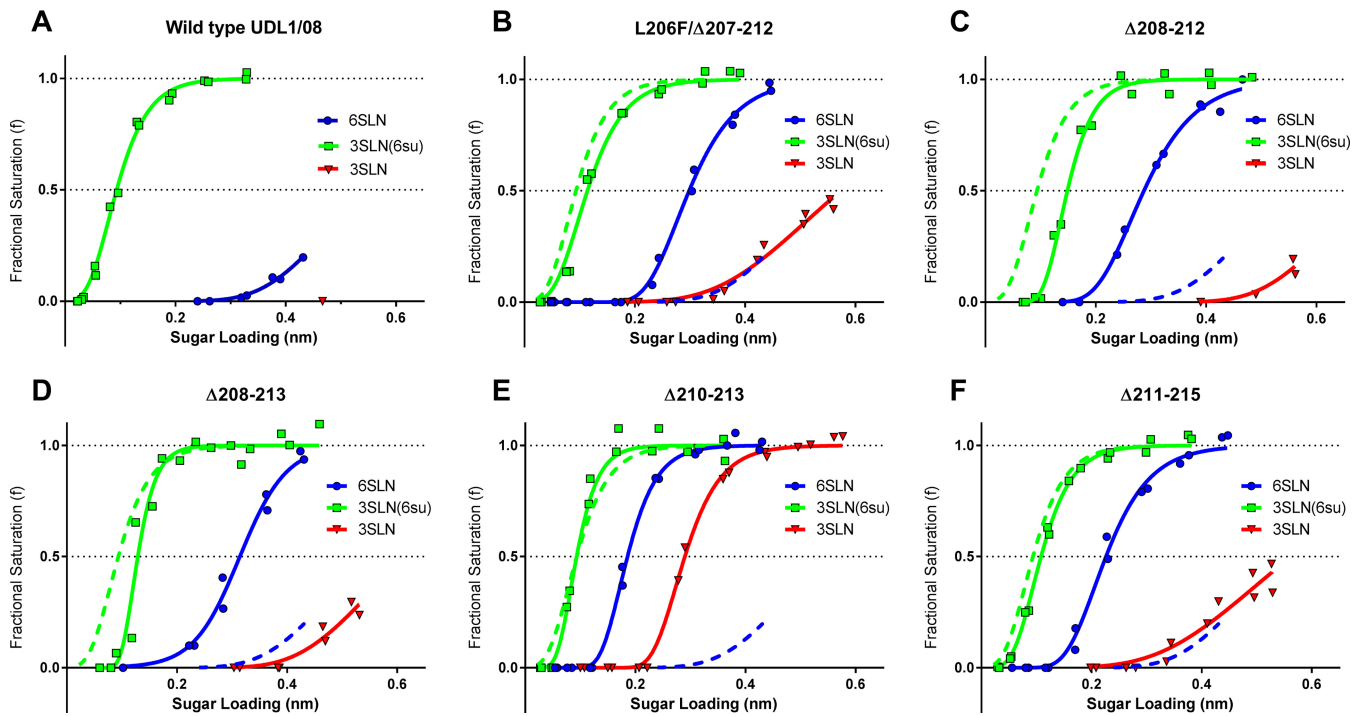 A
Wild type UDL1/08
Fractional Saturation (f)
1.0
0.5
0.0
0.2
0.4
0.6
Sugar Loading (nm)
6SLN
3SLN(6su)
3SLN
B
L206F/Δ207-212
Fractional Saturation (f)
1.0
0.5
0.0
0.2
0.4
0.6
Sugar Loading (nm)
6SLN
3SLN(6su)
3SLN
C
Δ208-212
Fractional Saturation (f)
1.0
0.5
0.0
0.2
0.4
0.6
Sugar Loading (nm)
6SLN
3SLN(6su)
3SLN
D
Δ208-213
Fractional Saturation (f)
1.0
0.5
0.0
0.2
0.4
0.6
Sugar Loading (nm)
6SLN
3SLN(6su)
3SLN
E
Δ210-213
Fractional Saturation (f)
1.0
0.5
0.0
0.2
0.4
0.6
Sugar Loading (nm)
6SLN
3SLN(6su)
3SLN
F
Δ211-215
Fractional Saturation (f)
1.0
0.5
0.0
0.2
0.4
0.6
Sugar Loading (nm)
6SLN
3SLN(6su)
3SLN